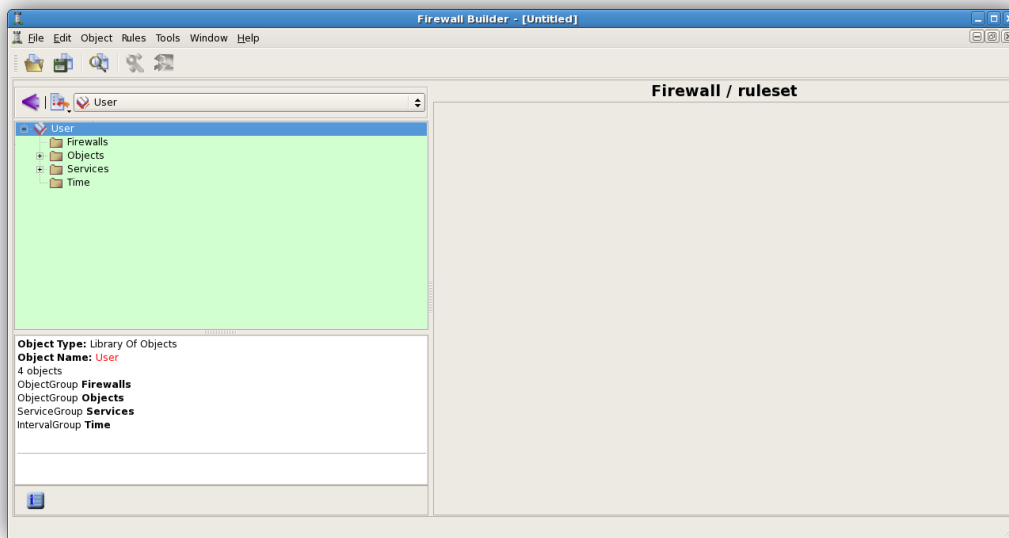 Firewall Builder - [Untitled]
File Edit Object Rules Tools Window Help
Firewall / ruleset
User
User
Firewalls
Objects
Services
Time
Object Type: Library Of Objects
Object Name: User
4 objects
ObjectGroup Firewalls
ObjectGroup Objects
ServiceGroup Services
IntervalGroup Time